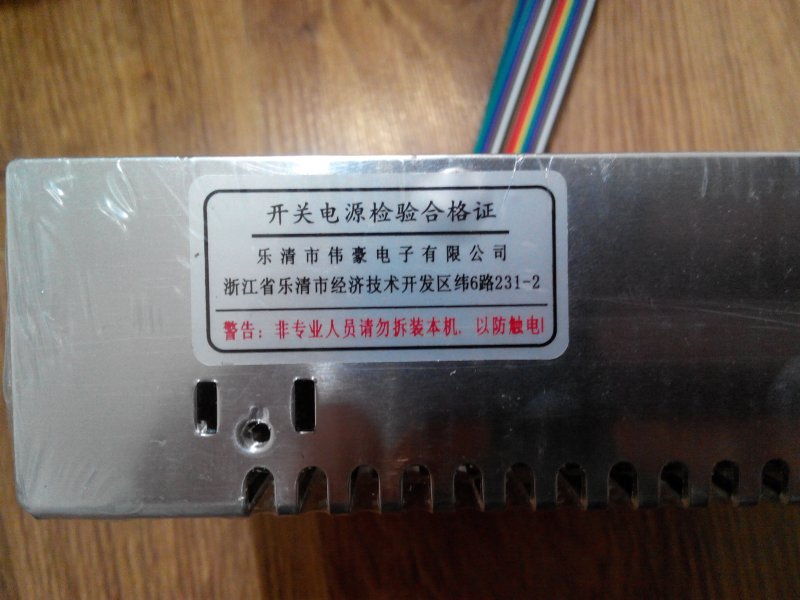 开关电源检验合格证
乐清市伟豪电子有限公司
浙江省乐清市经济技术开发区纬6路231-2
警告：非专业人员请勿拆装本机，以防触电!